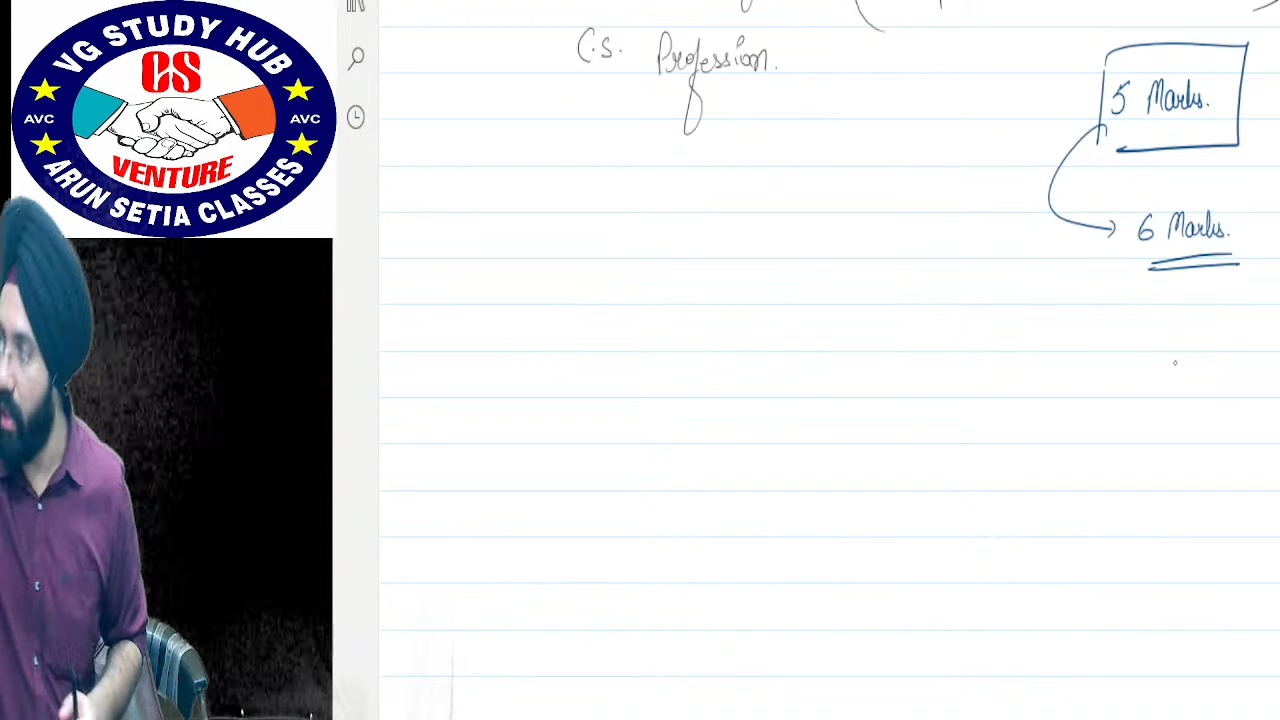 VG STUDY HUB
CS
AVC
AVC
VENTURE
ARUN SETIA CLASSES
C.S. Profession.
5 Marks.
6 Marks.